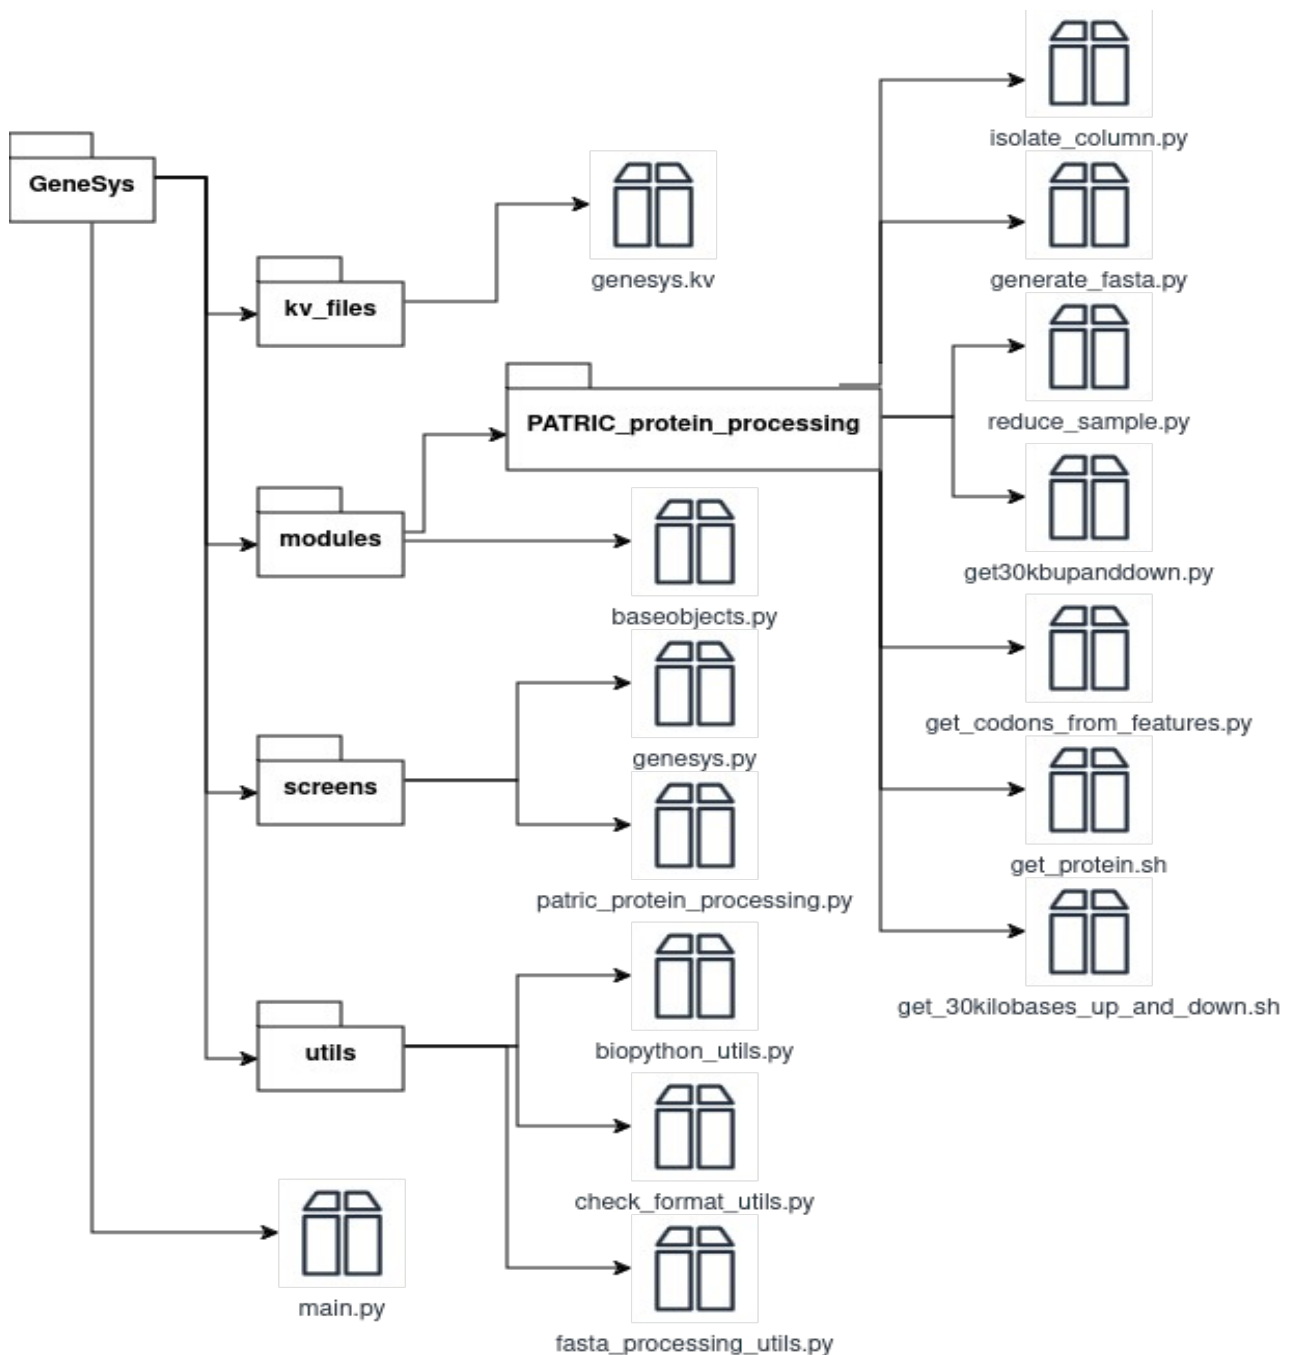 GeneSys
kv_files
genesys.kv
modules
PATRIC_protein_processing
isolate_column.py
generate_fasta.py
reduce_sample.py
get30kbupanddown.py
get_codons_from_features.py
get_protein.sh
get_30kilobases_up_and_down.sh
baseobjects.py
screens
genesys.py
patric_protein_processing.py
utils
biopython_utils.py
check_format_utils.py
fasta_processing_utils.py
main.py